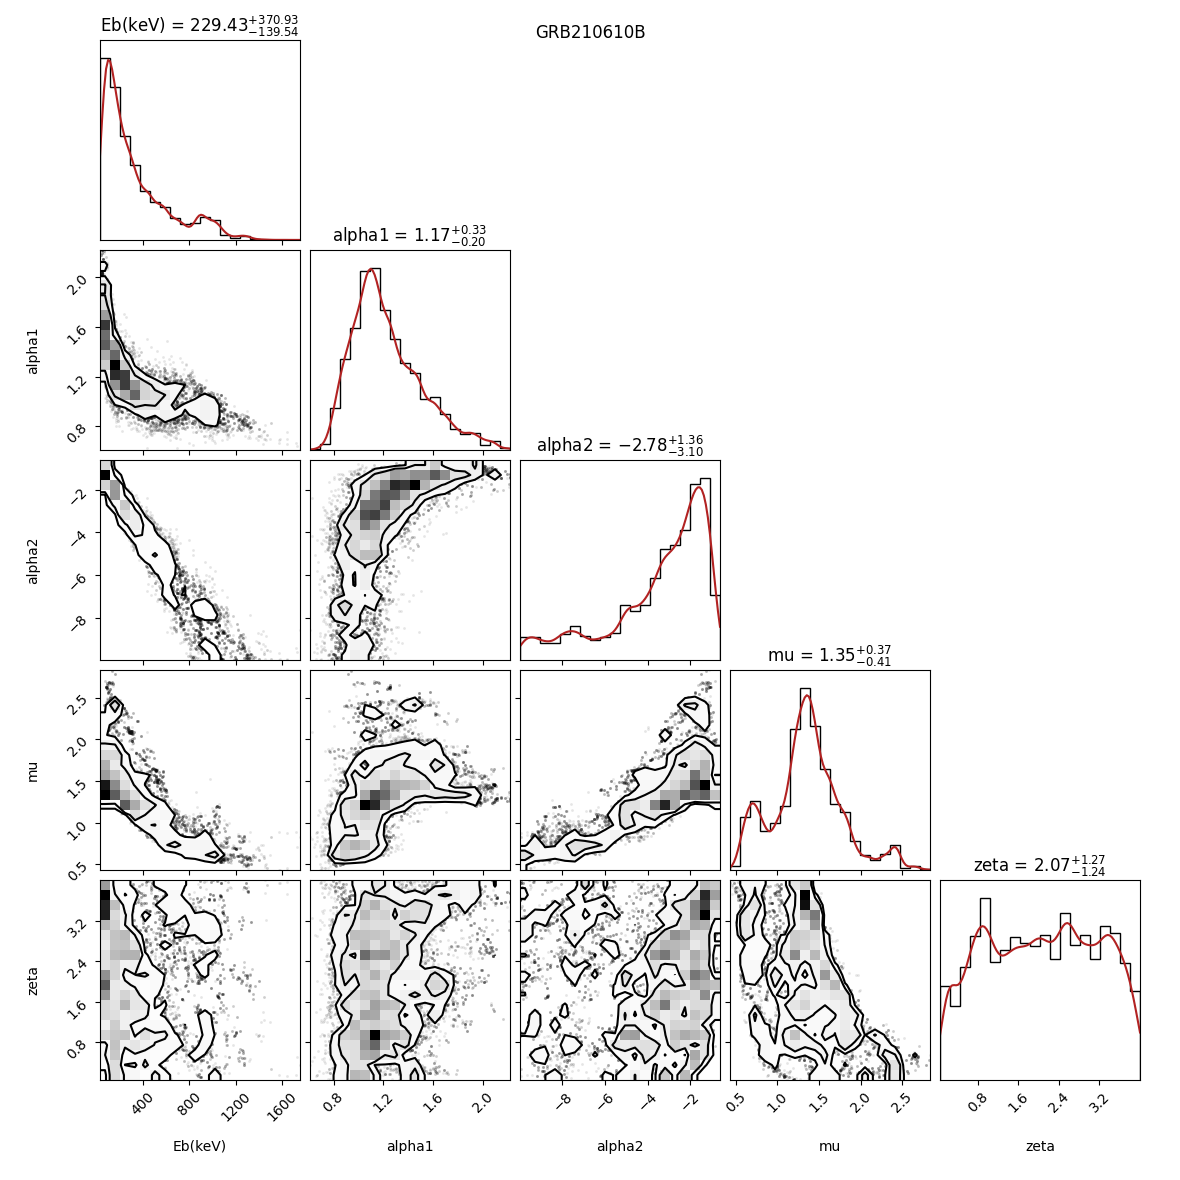 GRB210610B
Eb(keV) = 229.43+370.93−139.54
alpha1 = 1.17+0.33−0.20
alpha2 = −2.78+1.36−3.10
mu = 1.35+0.37−0.41
zeta = 2.07+1.27−1.24
alpha1
2.0
1.6
1.2
0.8
alpha2
−2
−4
−6
−8
mu
2.5
2.0
1.5
1.0
0.5
zeta
3.2
2.4
1.6
0.8
400 800 1200 1600
0.8 1.2 1.6 2.0
−8 −6 −4 −2
0.5 1.0 1.5 2.0 2.5
0.8 1.6 2.4 3.2
Eb(keV) alpha1 alpha2 mu zeta